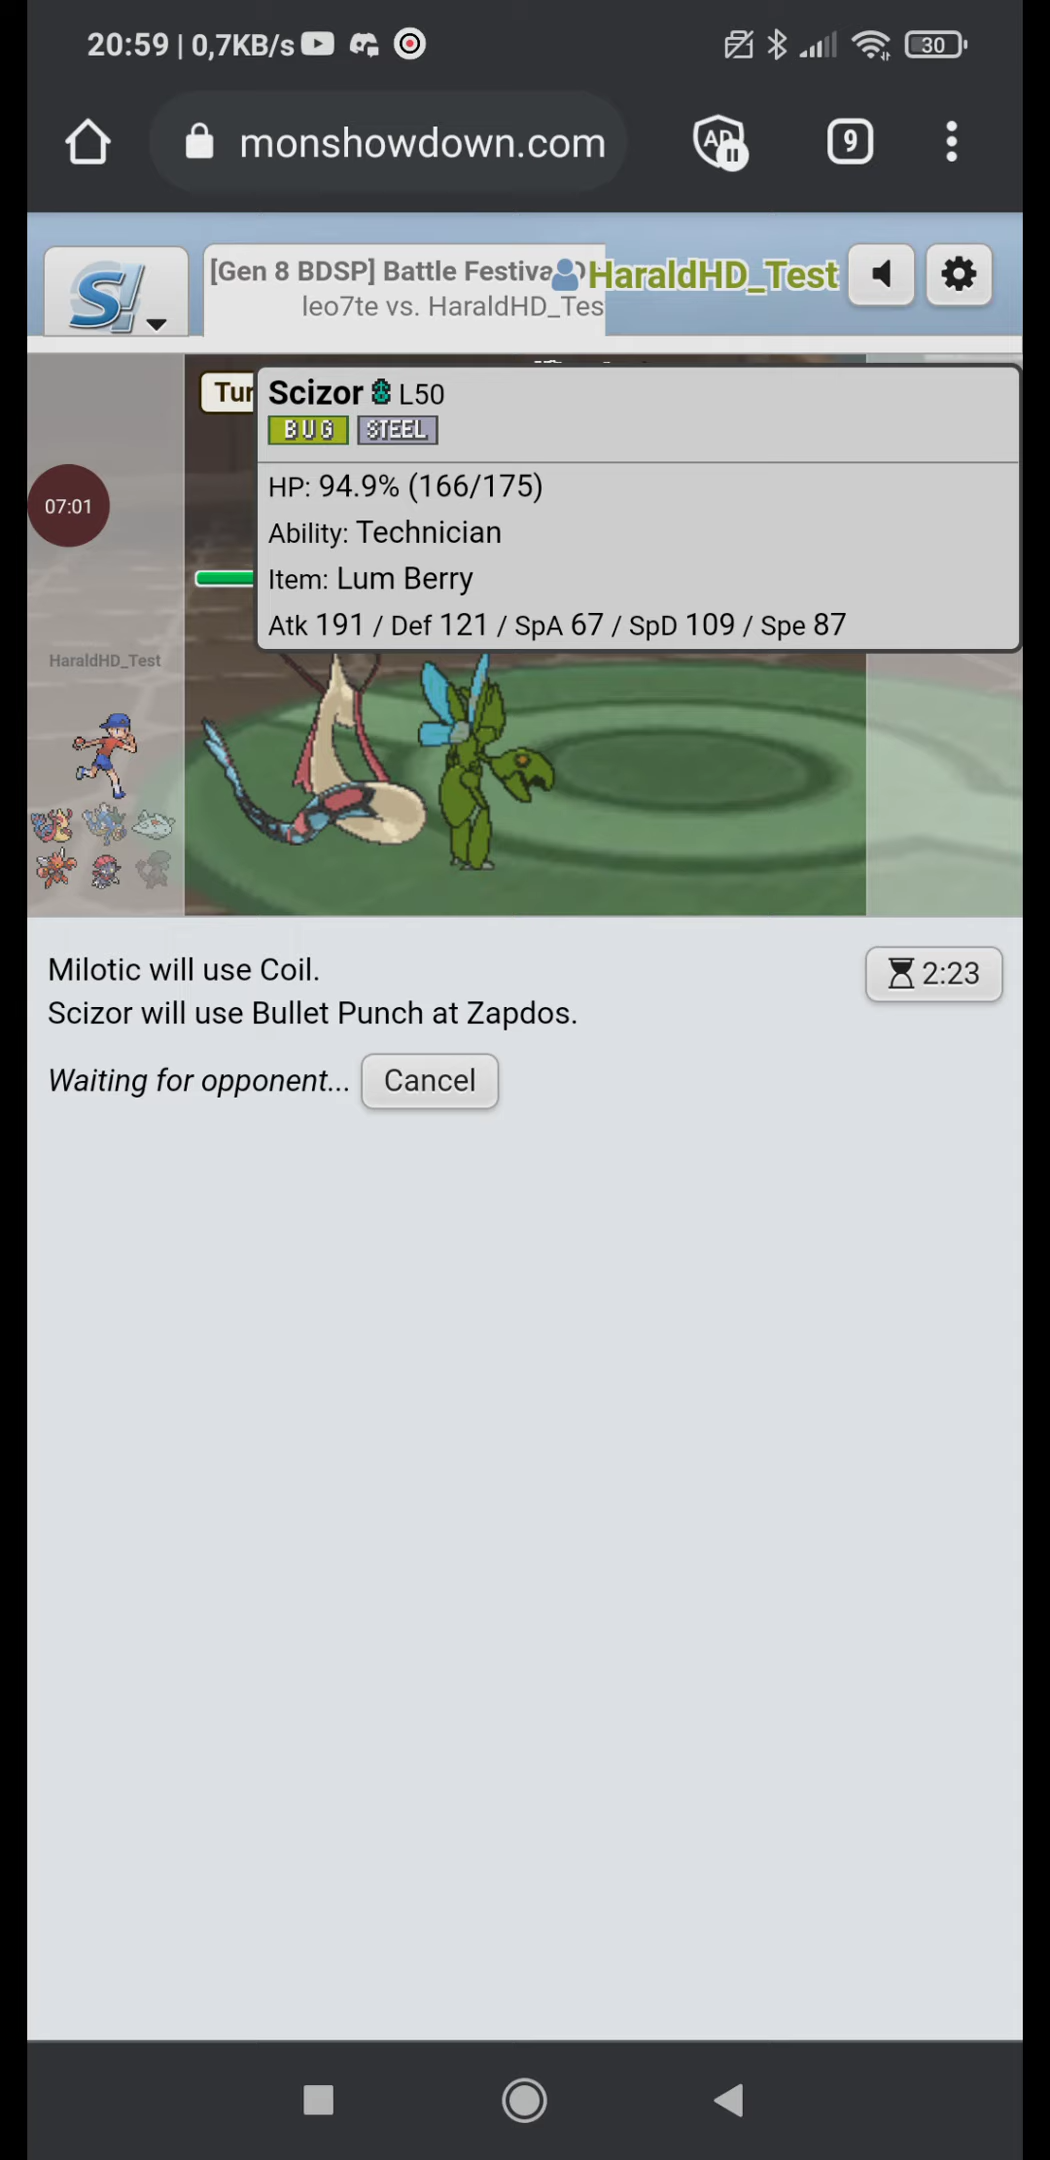 20:59 | 0,7KB/s
30
monshowdown.com
AD
9
[Gen 8 BDSP] Battle Festiva
HaraldHD_Test
leo7te vs. HaraldHD_Tes
Tur
Scizor L50
BUG STEEL
HP: 94.9% (166/175)
07:01
Ability: Technician
Item: Lum Berry
Atk 191 / Def 121 / SpA 67 / SpD 109 / Spe 87
HaraldHD_Test
Milotic will use Coil.
2:23
Scizor will use Bullet Punch at Zapdos.
Waiting for opponent...
Cancel